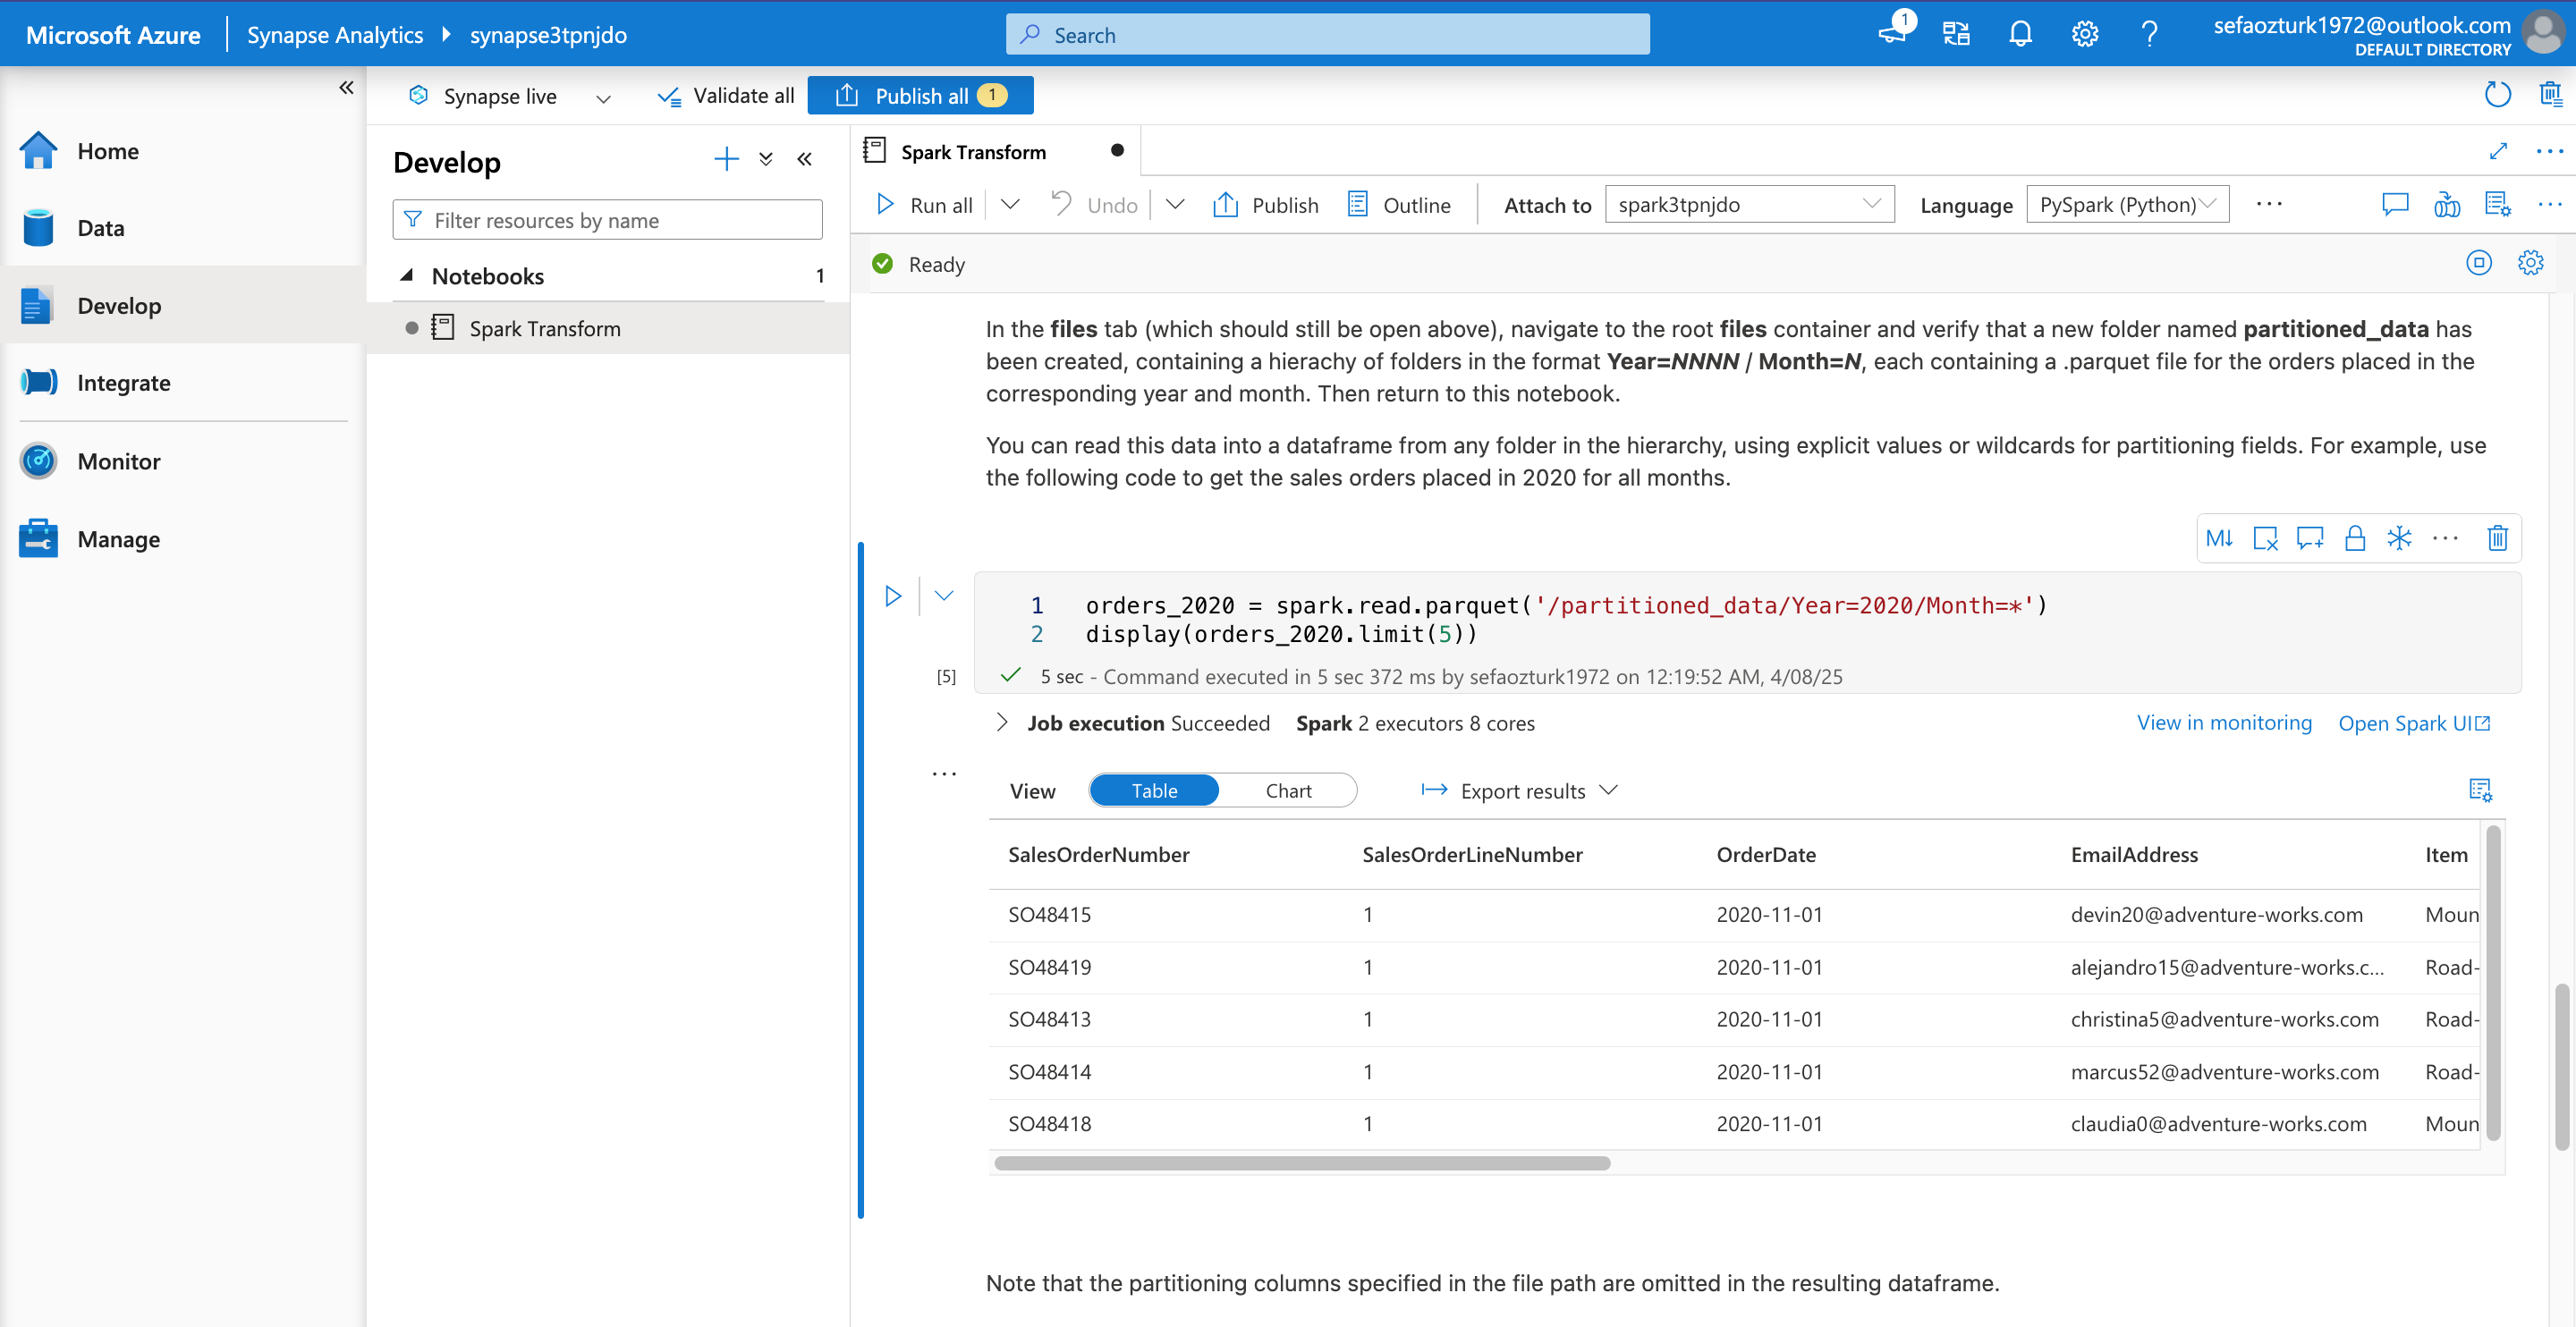 Microsoft Azure
Synapse Analytics
synapse3tpnjdo
Search
1
sefaozturk1972@outlook.com
DEFAULT DIRECTORY
Synapse live
Validate all
Publish all 1
Home
Data
Develop
Integrate
Monitor
Manage
Develop
Filter resources by name
Notebooks 1
Spark Transform
Spark Transform
Run all
Undo
Publish
Outline
Attach to
spark3tpnjdo
Language
PySpark (Python)
Ready
In the files tab (which should still be open above), navigate to the root files container and verify that a new folder named partitioned_data has
been created, containing a hierachy of folders in the format Year=NNNN / Month=N, each containing a .parquet file for the orders placed in the
corresponding year and month. Then return to this notebook.
You can read this data into a dataframe from any folder in the hierarchy, using explicit values or wildcards for partitioning fields. For example, use
the following code to get the sales orders placed in 2020 for all months.
M↓
1 orders_2020 = spark.read.parquet('/partitioned_data/Year=2020/Month=*')
2 display(orders_2020.limit(5))
[5] 5 sec - Command executed in 5 sec 372 ms by sefaozturk1972 on 12:19:52 AM, 4/08/25
Job execution Succeeded Spark 2 executors 8 cores
View in monitoring Open Spark UI
View Table Chart Export results
SalesOrderNumber SalesOrderLineNumber OrderDate EmailAddress Item
SO48415 1 2020-11-01 devin20@adventure-works.com Moun
SO48419 1 2020-11-01 alejandro15@adventure-works.c... Road-
SO48413 1 2020-11-01 christina5@adventure-works.com Road-
SO48414 1 2020-11-01 marcus52@adventure-works.com Road-
SO48418 1 2020-11-01 claudia0@adventure-works.com Moun
Note that the partitioning columns specified in the file path are omitted in the resulting dataframe.